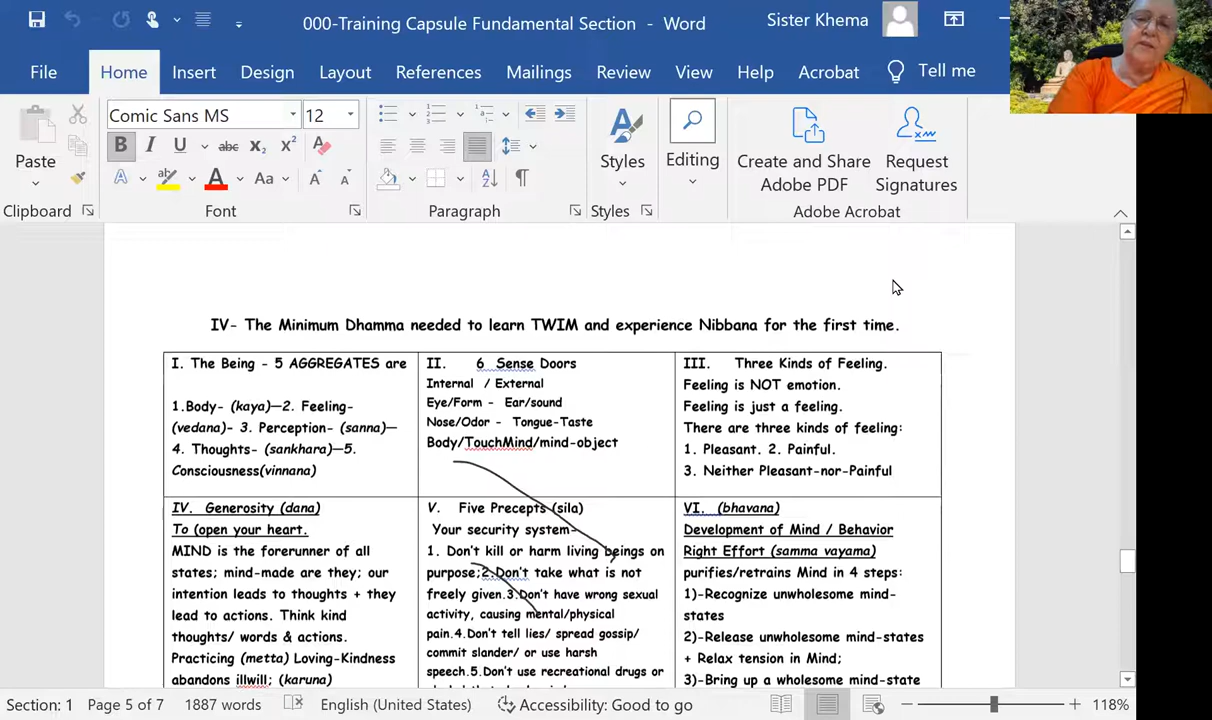 000-Training Capsule Fundamental Section - Word
Sister Khema
File Home Insert Design Layout References Mailings Review View Help Acrobat Tell me
Comic Sans MS 12
Paste
B I U abc x₂ x²
A ab A Aa A A
Styles
Editing
Create and Share
Adobe PDF
Request
Signatures
Clipboard Font Paragraph Styles Adobe Acrobat
IV- The Minimum Dhamma needed to learn TWIM and experience Nibbana for the first time.
I. The Being - 5 AGGREGATES are
1.Body- (kaya)—2. Feeling-
(vedana)- 3. Perception- (sanna)—
4. Thoughts- (sankhara)—5.
Consciousness(vinnana)
II. 6 Sense Doors
Internal / External
Eye/Form - Ear/sound
Nose/Odor - Tongue-Taste
Body/TouchMind/mind-object
III. Three Kinds of Feeling.
Feeling is NOT emotion.
Feeling is just a feeling.
There are three kinds of feeling:
1. Pleasant. 2. Painful.
3. Neither Pleasant-nor-Painful
IV. Generosity (dana)
To (open your heart.
MIND is the forerunner of all
states; mind-made are they; our
intention leads to thoughts + they
lead to actions. Think kind
thoughts/ words & actions.
Practicing (metta) Loving-Kindness
abandons illwill; (karuna)
V. Five Precepts (sila)
Your security system-
1. Don't kill or harm living beings on
purpose;2.Don't take what is not
freely given.3.Don't have wrong sexual
activity, causing mental/physical
pain.4.Don't tell lies/ spread gossip/
commit slander/ or use harsh
speech.5.Don't use recreational drugs or
VI. (bhavana)
Development of Mind / Behavior
Right Effort (samma vayama)
purifies/retrains Mind in 4 steps:
1)-Recognize unwholesome mind-
states
2)-Release unwholesome mind-states
+ Relax tension in Mind;
3)-Bring up a wholesome mind-state
Section: 1 Page 5 of 7 1887 words English (United States) Accessibility: Good to go 118%